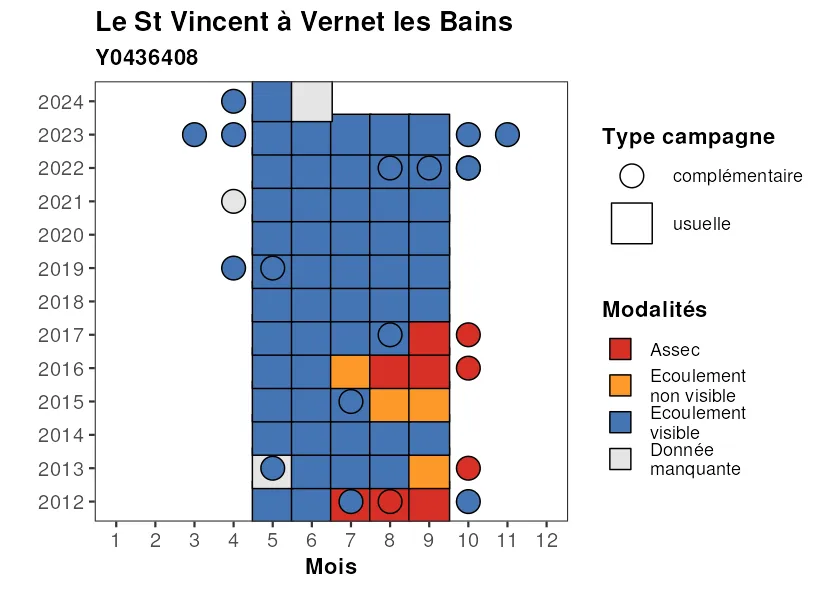 Le St Vincent à Vernet les Bains
Y0436408
2024
2023
2022
2021
2020
2019
2018
2017
2016
2015
2014
2013
2012
1 2 3 4 5 6 7 8 9 10 11 12
Mois
Type campagne
complémentaire
usuelle
Modalités
Assec
Ecoulement
non visible
Ecoulement
visible
Donnée
manquante